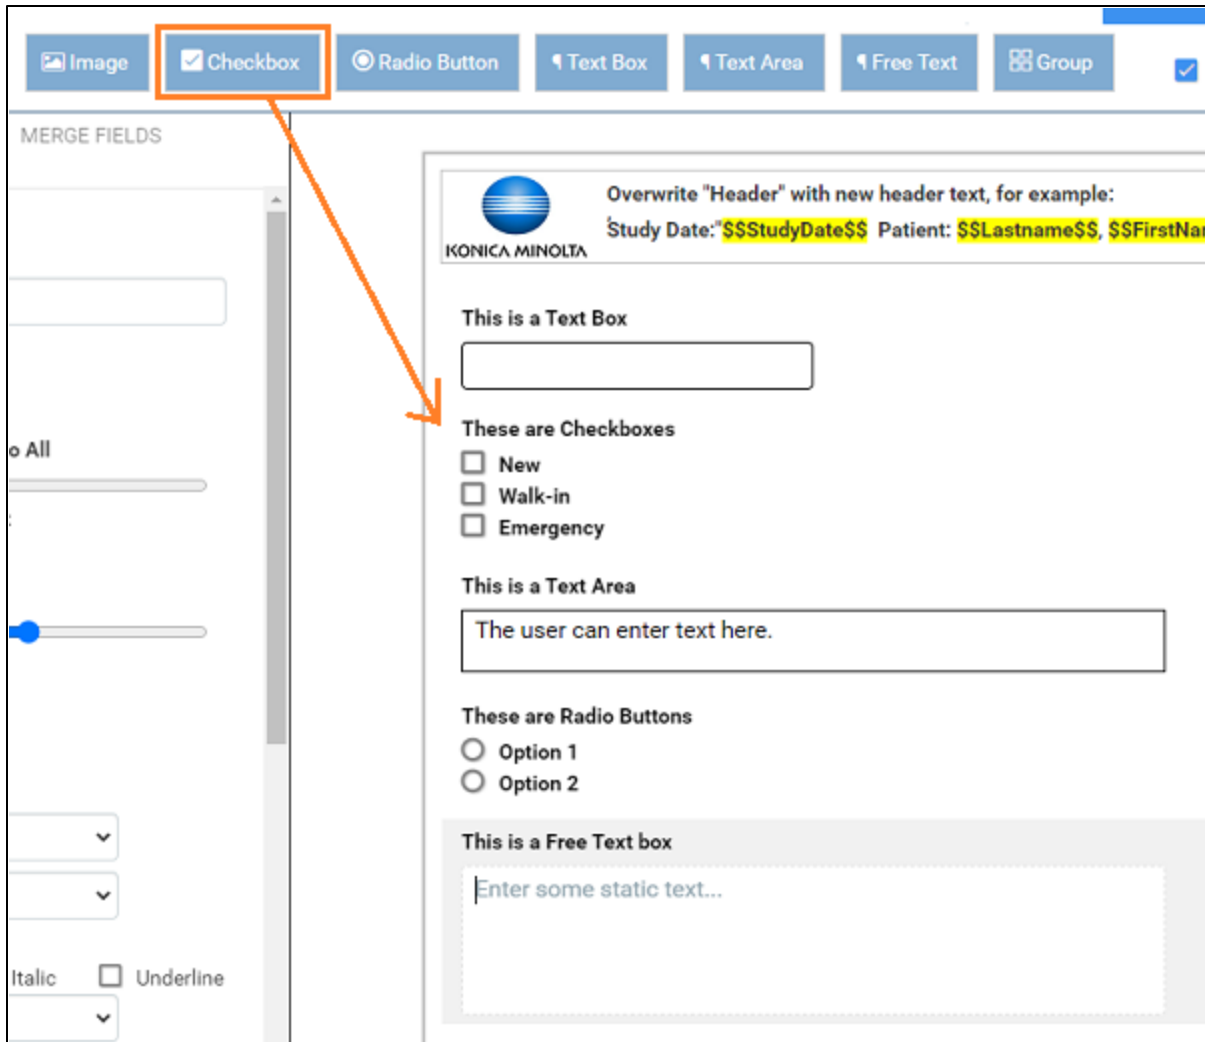 Image
Checkbox
Radio Button
¶ Text Box
¶ Text Area
¶ Free Text
Group
MERGE FIELDS
o All
Italic
Underline
KONICA MINOLTA
Overwrite "Header" with new header text, for example:
'Study Date:"$$StudyDate$$ Patient: $$Lastname$$, $$FirstNa
This is a Text Box
These are Checkboxes
New
Walk-in
Emergency
This is a Text Area
The user can enter text here.
These are Radio Buttons
Option 1
Option 2
This is a Free Text box
Enter some static text...